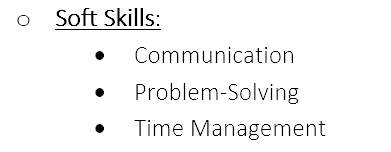 o Soft Skills:
• Communication
• Problem-Solving
• Time Management